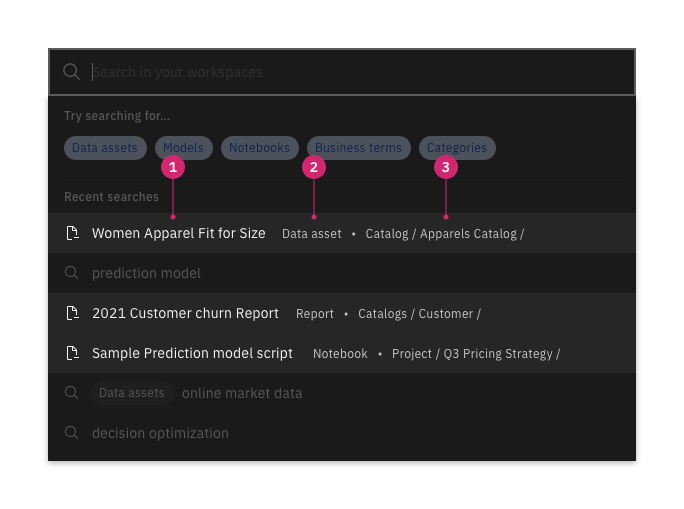 Search in your workspaces
Try searching for...
Data assets Models Notebooks Business terms Categories
1 2 3
Recent searches
Women Apparel Fit for Size Data asset • Catalog / Apparels Catalog /
prediction model
2021 Customer churn Report Report • Catalogs / Customer /
Sample Prediction model script Notebook • Project / Q3 Pricing Strategy /
Data assets online market data
decision optimization